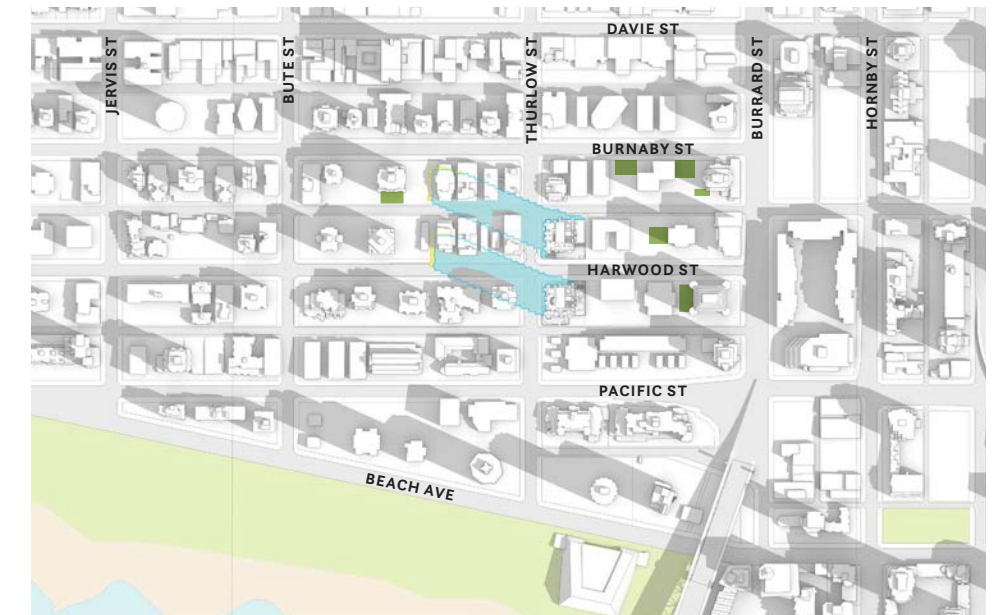 DAVIE ST
JERVIS ST
BUTE ST
THURLOW ST
BURRARD ST
HORNBY ST
BURNABY ST
HARWOOD ST
PACIFIC ST
BEACH AVE